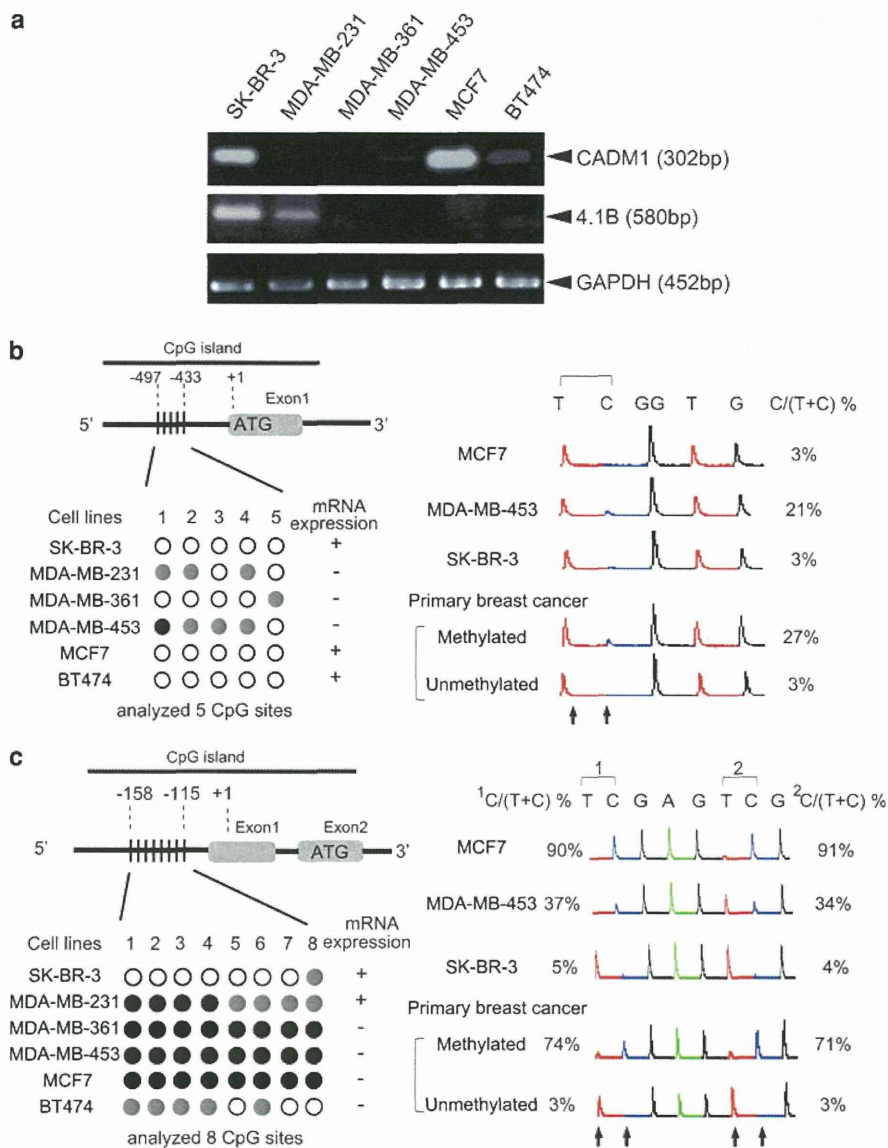 a
SK-BR-3 MDA-MB-231 MDA-MB-361 MDA-MB-453 MCF7 BT474
CADM1 (302bp)
4.1B (580bp)
GAPDH (452bp)
b
CpG island
-497 -433 +1
Exon1
5' ATG 3'
Cell lines 1 2 3 4 5 mRNA expression
SK-BR-3 +
MDA-MB-231 -
MDA-MB-361 -
MDA-MB-453 -
MCF7 +
BT474 +
analyzed 5 CpG sites
T C GG T G C/(T+C) %
MCF7 3%
MDA-MB-453 21%
SK-BR-3 3%
Primary breast cancer
Methylated 27%
Unmethylated 3%
c
CpG island
-158 -115 +1
Exon1 Exon2
5' ATG 3'
Cell lines 1 2 3 4 5 6 7 8 mRNA expression
SK-BR-3 +
MDA-MB-231 +
MDA-MB-361 -
MDA-MB-453 -
MCF7 -
BT474 -
analyzed 8 CpG sites
1 2
¹C/(T+C) % T C G A G T C G ²C/(T+C) %
MCF7 90% 91%
MDA-MB-453 37% 34%
SK-BR-3 5% 4%
Primary breast cancer
Methylated 74% 71%
Unmethylated 3% 3%